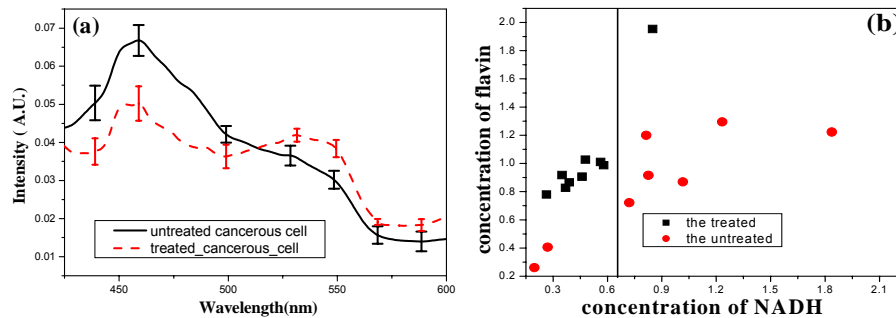 (a)
0.07
0.06
0.05
0.04
0.03
0.02
0.01
Intensity ( A.U.)
untreated cancerous cell
treated_cancerous_cell
450
500
550
600
Wavelength(nm)
(b)
2.0
1.8
1.6
1.4
1.2
1.0
0.8
0.6
0.4
0.2
concentration of flavin
the treated
the untreated
0.3
0.6
0.9
1.2
1.5
1.8
2.1
concentration of NADH